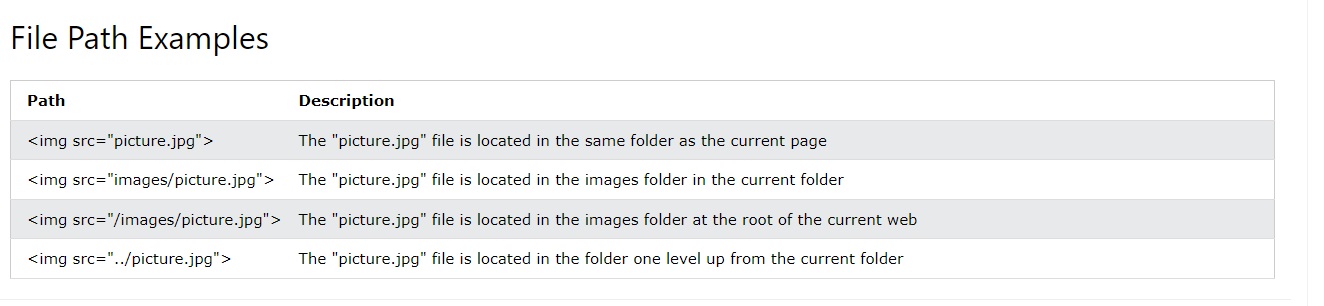 File Path Examples
Path Description
<img src="picture.jpg"> The "picture.jpg" file is located in the same folder as the current page
<img src="images/picture.jpg"> The "picture.jpg" file is located in the images folder in the current folder
<img src="/images/picture.jpg"> The "picture.jpg" file is located in the images folder at the root of the current web
<img src="../picture.jpg"> The "picture.jpg" file is located in the folder one level up from the current folder